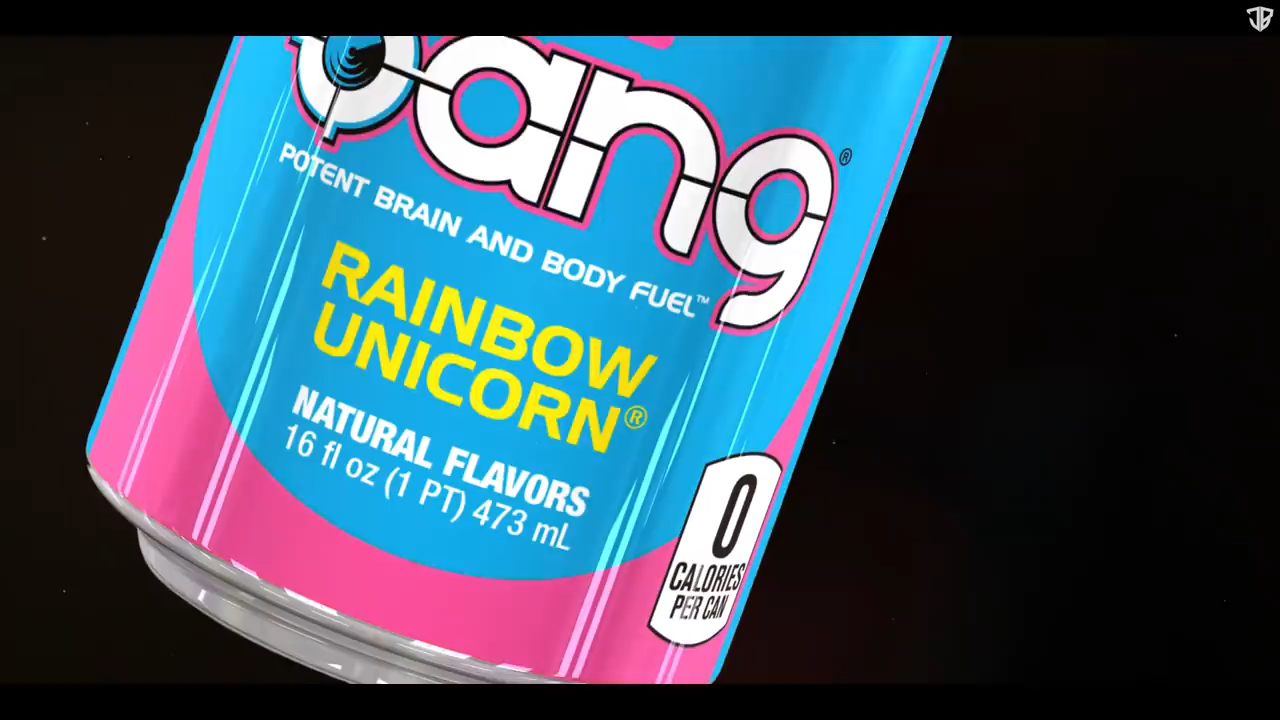 bang®
POTENT BRAIN AND BODY FUEL™
RAINBOW
UNICORN®
NATURAL FLAVORS
16 fl oz (1 PT) 473 mL
0
CALORIES
PER CAN